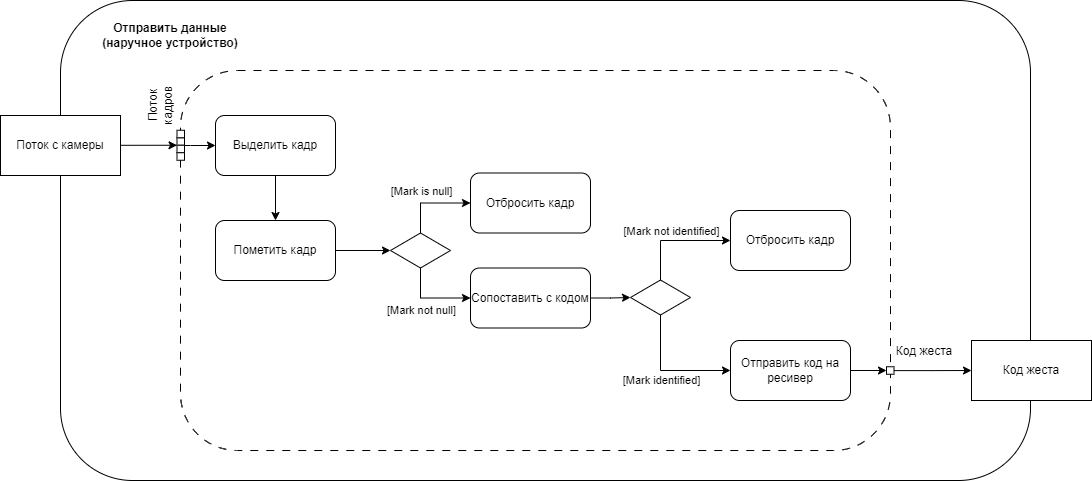 Отправить данные
(наручное устройство)
Поток
кадров
Поток с камеры
Выделить кадр
[Mark is null]
Отбросить кадр
Пометить кадр
[Mark not identified]
Отбросить кадр
Сопоставить с кодом
[Mark not null]
Код жеста
Отправить код на
ресивер
Код жеста
[Mark identified]